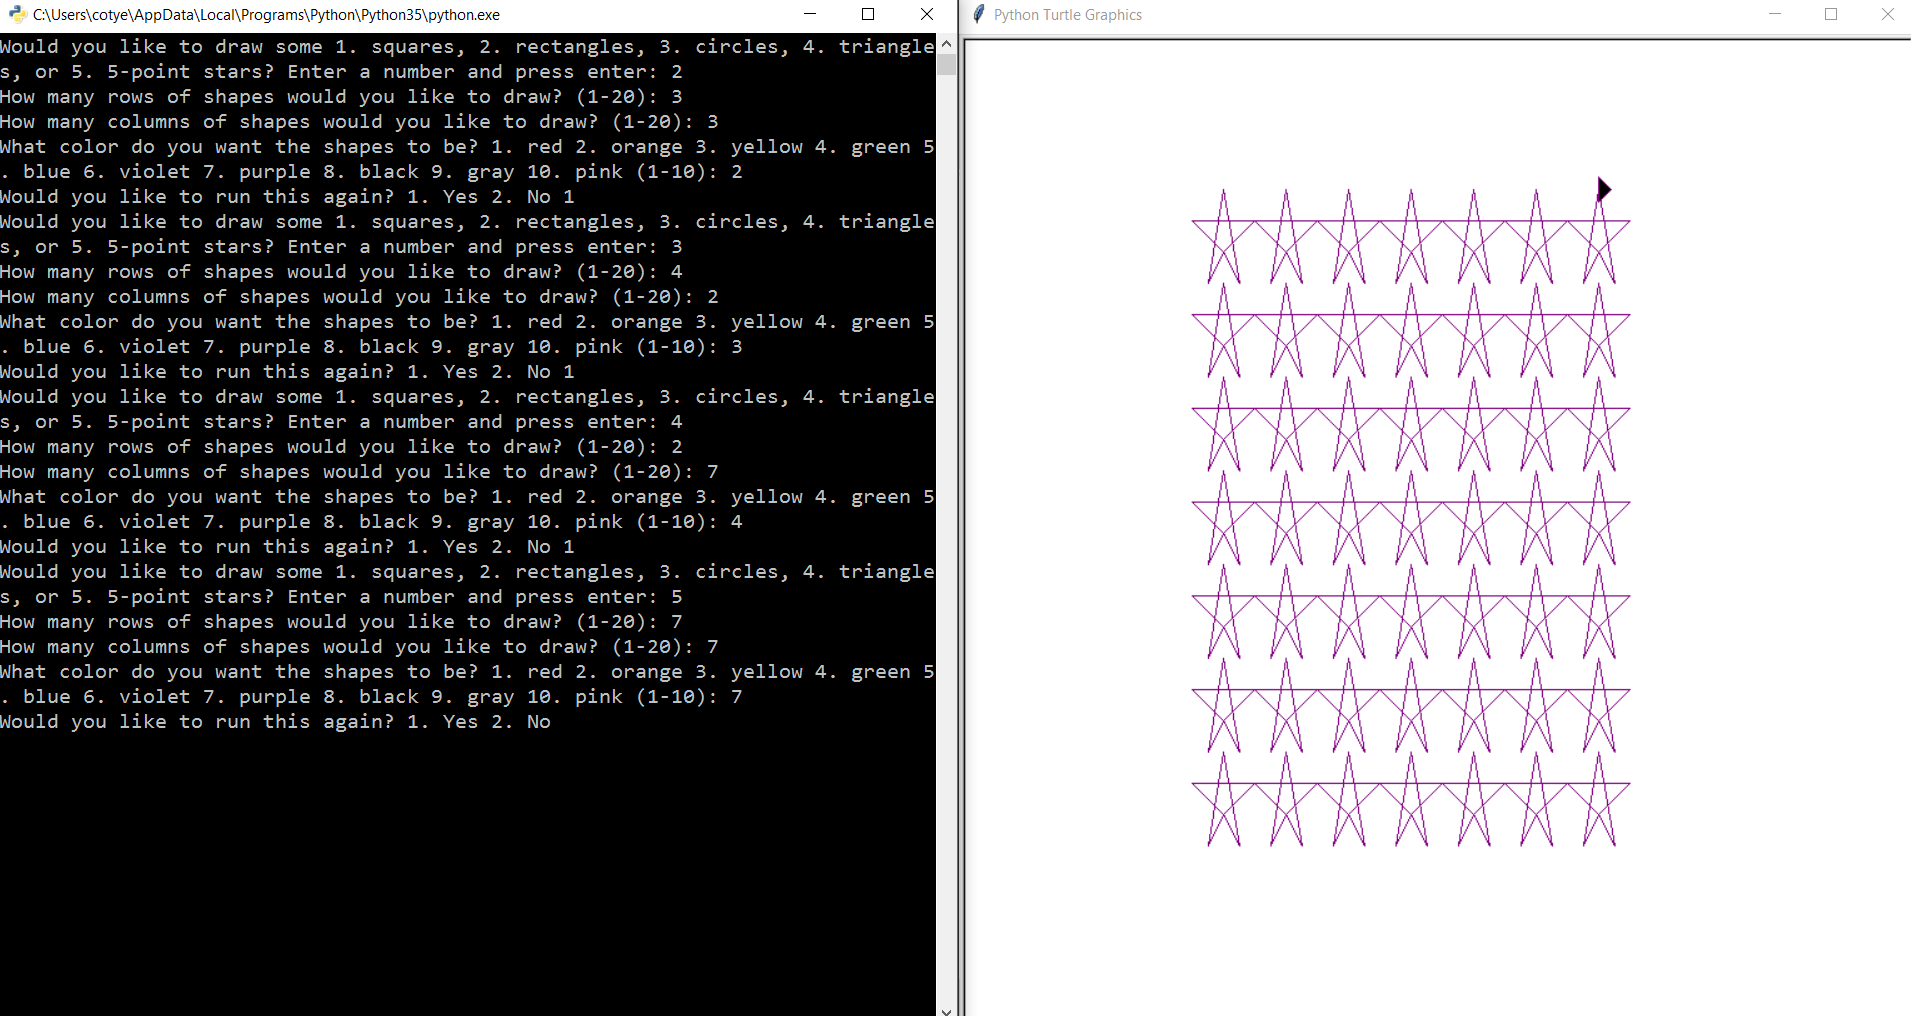 C:\Users\cotye\AppData\Local\Programs\Python\Python35\python.exe
Would you like to draw some 1. squares, 2. rectangles, 3. circles, 4. triangle
s, or 5. 5-point stars? Enter a number and press enter: 2
How many rows of shapes would you like to draw? (1-20): 3
How many columns of shapes would you like to draw? (1-20): 3
What color do you want the shapes to be? 1. red 2. orange 3. yellow 4. green 5
. blue 6. violet 7. purple 8. black 9. gray 10. pink (1-10): 2
Would you like to run this again? 1. Yes 2. No 1
Would you like to draw some 1. squares, 2. rectangles, 3. circles, 4. triangle
s, or 5. 5-point stars? Enter a number and press enter: 3
How many rows of shapes would you like to draw? (1-20): 4
How many columns of shapes would you like to draw? (1-20): 2
What color do you want the shapes to be? 1. red 2. orange 3. yellow 4. green 5
. blue 6. violet 7. purple 8. black 9. gray 10. pink (1-10): 3
Would you like to run this again? 1. Yes 2. No 1
Would you like to draw some 1. squares, 2. rectangles, 3. circles, 4. triangle
s, or 5. 5-point stars? Enter a number and press enter: 4
How many rows of shapes would you like to draw? (1-20): 2
How many columns of shapes would you like to draw? (1-20): 7
What color do you want the shapes to be? 1. red 2. orange 3. yellow 4. green 5
. blue 6. violet 7. purple 8. black 9. gray 10. pink (1-10): 4
Would you like to run this again? 1. Yes 2. No 1
Would you like to draw some 1. squares, 2. rectangles, 3. circles, 4. triangle
s, or 5. 5-point stars? Enter a number and press enter: 5
How many rows of shapes would you like to draw? (1-20): 7
How many columns of shapes would you like to draw? (1-20): 7
What color do you want the shapes to be? 1. red 2. orange 3. yellow 4. green 5
. blue 6. violet 7. purple 8. black 9. gray 10. pink (1-10): 7
Would you like to run this again? 1. Yes 2. No
Python Turtle Graphics